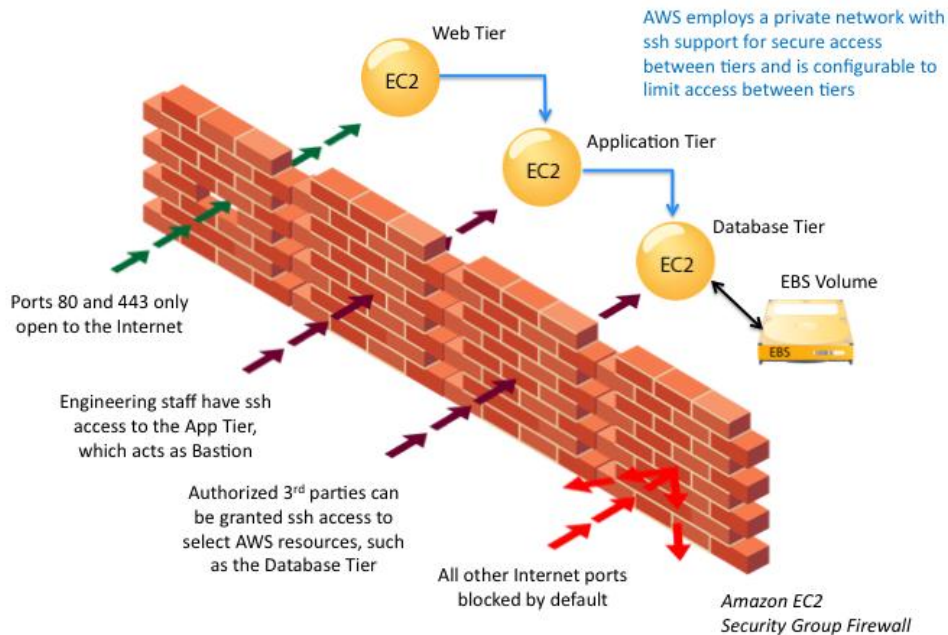 Web Tier
AWS employs a private network with
ssh support for secure access
between tiers and is configurable to
limit access between tiers
EC2
Application Tier
EC2
Database Tier
EC2
EBS Volume
EBS
Ports 80 and 443 only
open to the Internet
Engineering staff have ssh
access to the App Tier,
which acts as Bastion
Authorized 3rd parties can
be granted ssh access to
select AWS resources, such
as the Database Tier
All other Internet ports
blocked by default
Amazon EC2
Security Group Firewall